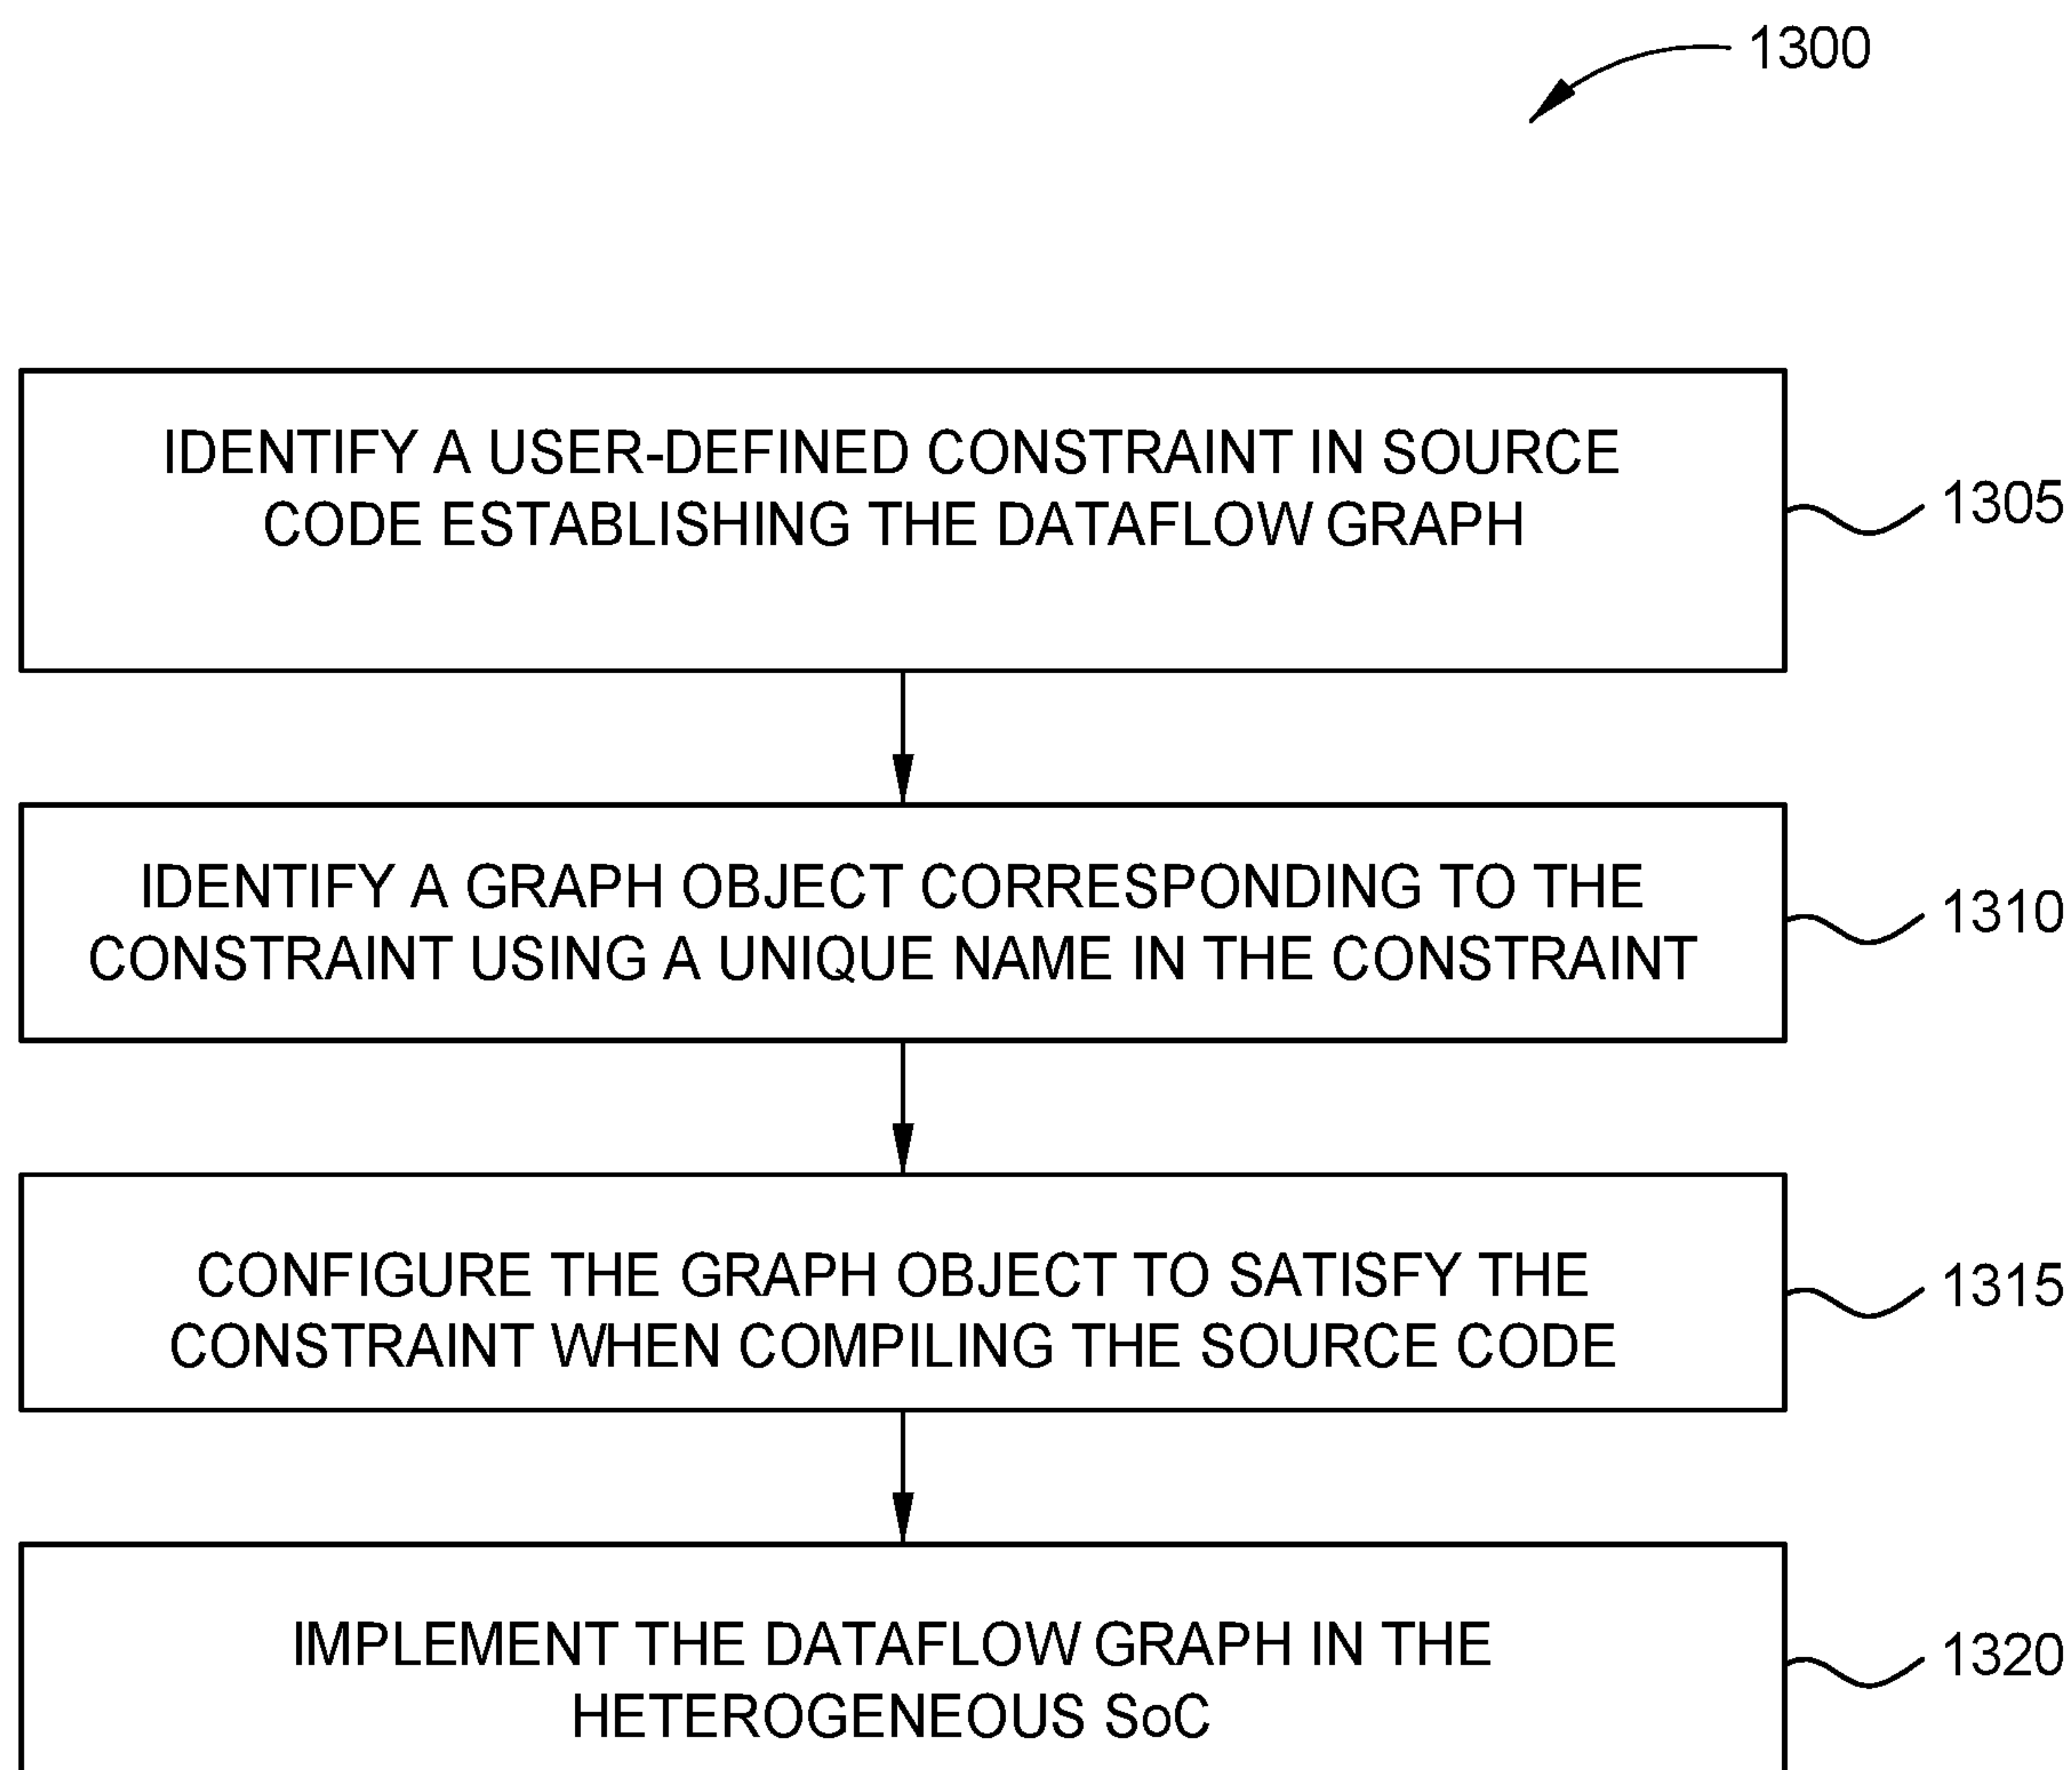 1300
IDENTIFY A USER-DEFINED CONSTRAINT IN SOURCE
CODE ESTABLISHING THE DATAFLOW GRAPH
1305
IDENTIFY A GRAPH OBJECT CORRESPONDING TO THE
CONSTRAINT USING A UNIQUE NAME IN THE CONSTRAINT
1310
CONFIGURE THE GRAPH OBJECT TO SATISFY THE
CONSTRAINT WHEN COMPILING THE SOURCE CODE
1315
IMPLEMENT THE DATAFLOW GRAPH IN THE
HETEROGENEOUS SoC
1320